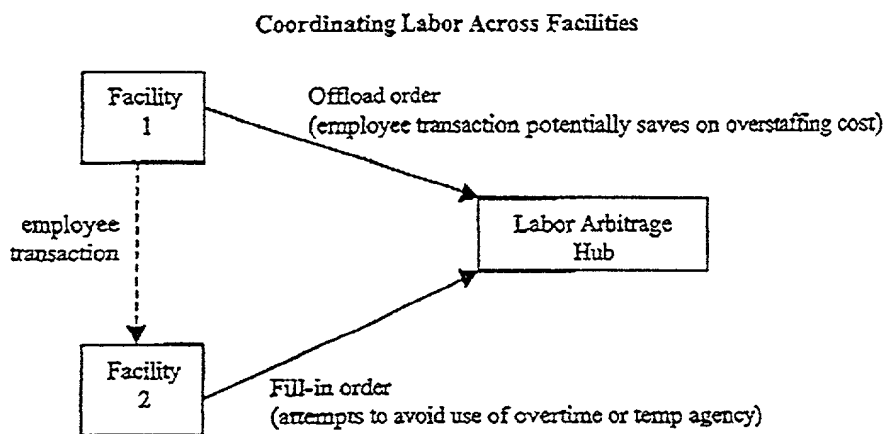 Coordinating Labor Across Facilities
Facility
1
Offload order
(employee transaction potentially saves on overstaffing cost)
employee
transaction
Labor Arbitrage
Hub
Facility
2
Fill-in order
(attempts to avoid use of overtime or temp agency)